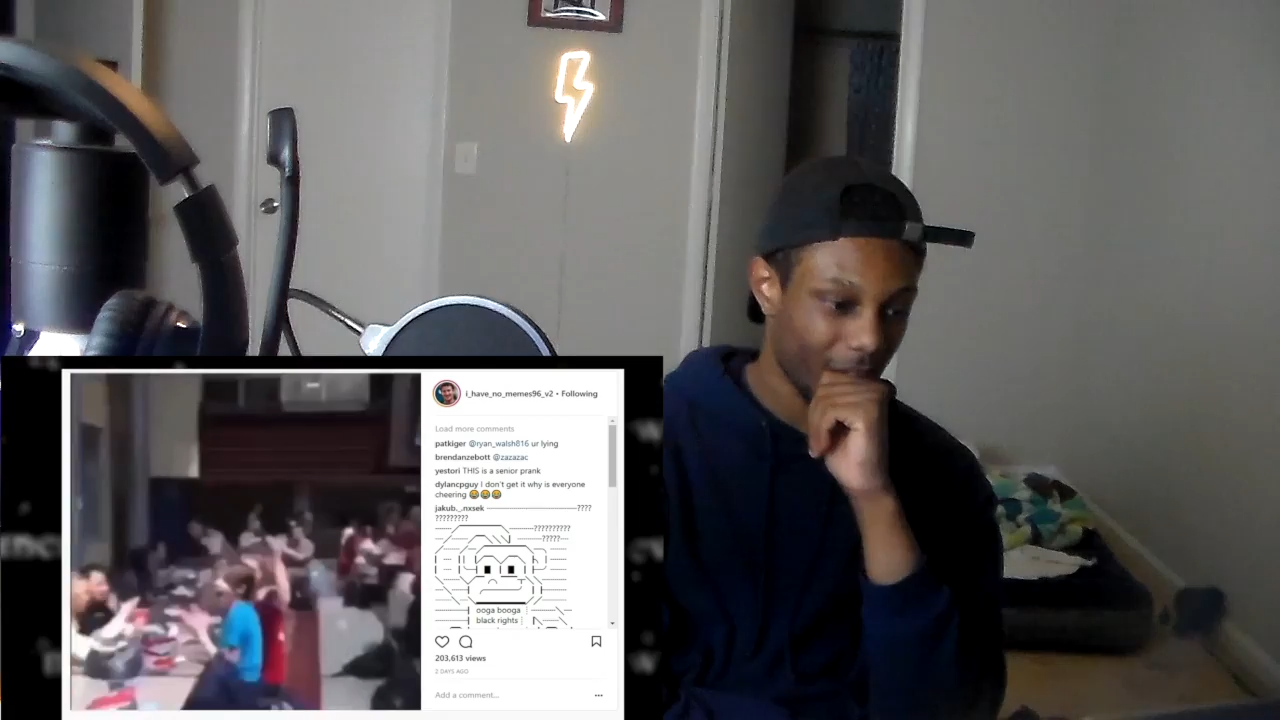 i_have_no_memes96_v2 • Following
Load more comments
patkiger @ryan_walsh816 ur lying
brendanzebott @zazazac
yestori THIS is a senior prank
dylancpguy I don't get it why is everyone
cheering 😂😂😂
jakub._.nxsek ----------------------------????
?????????
??????????
?????
ooga booga
black rights
203,613 views
2 DAYS AGO
Add a comment...